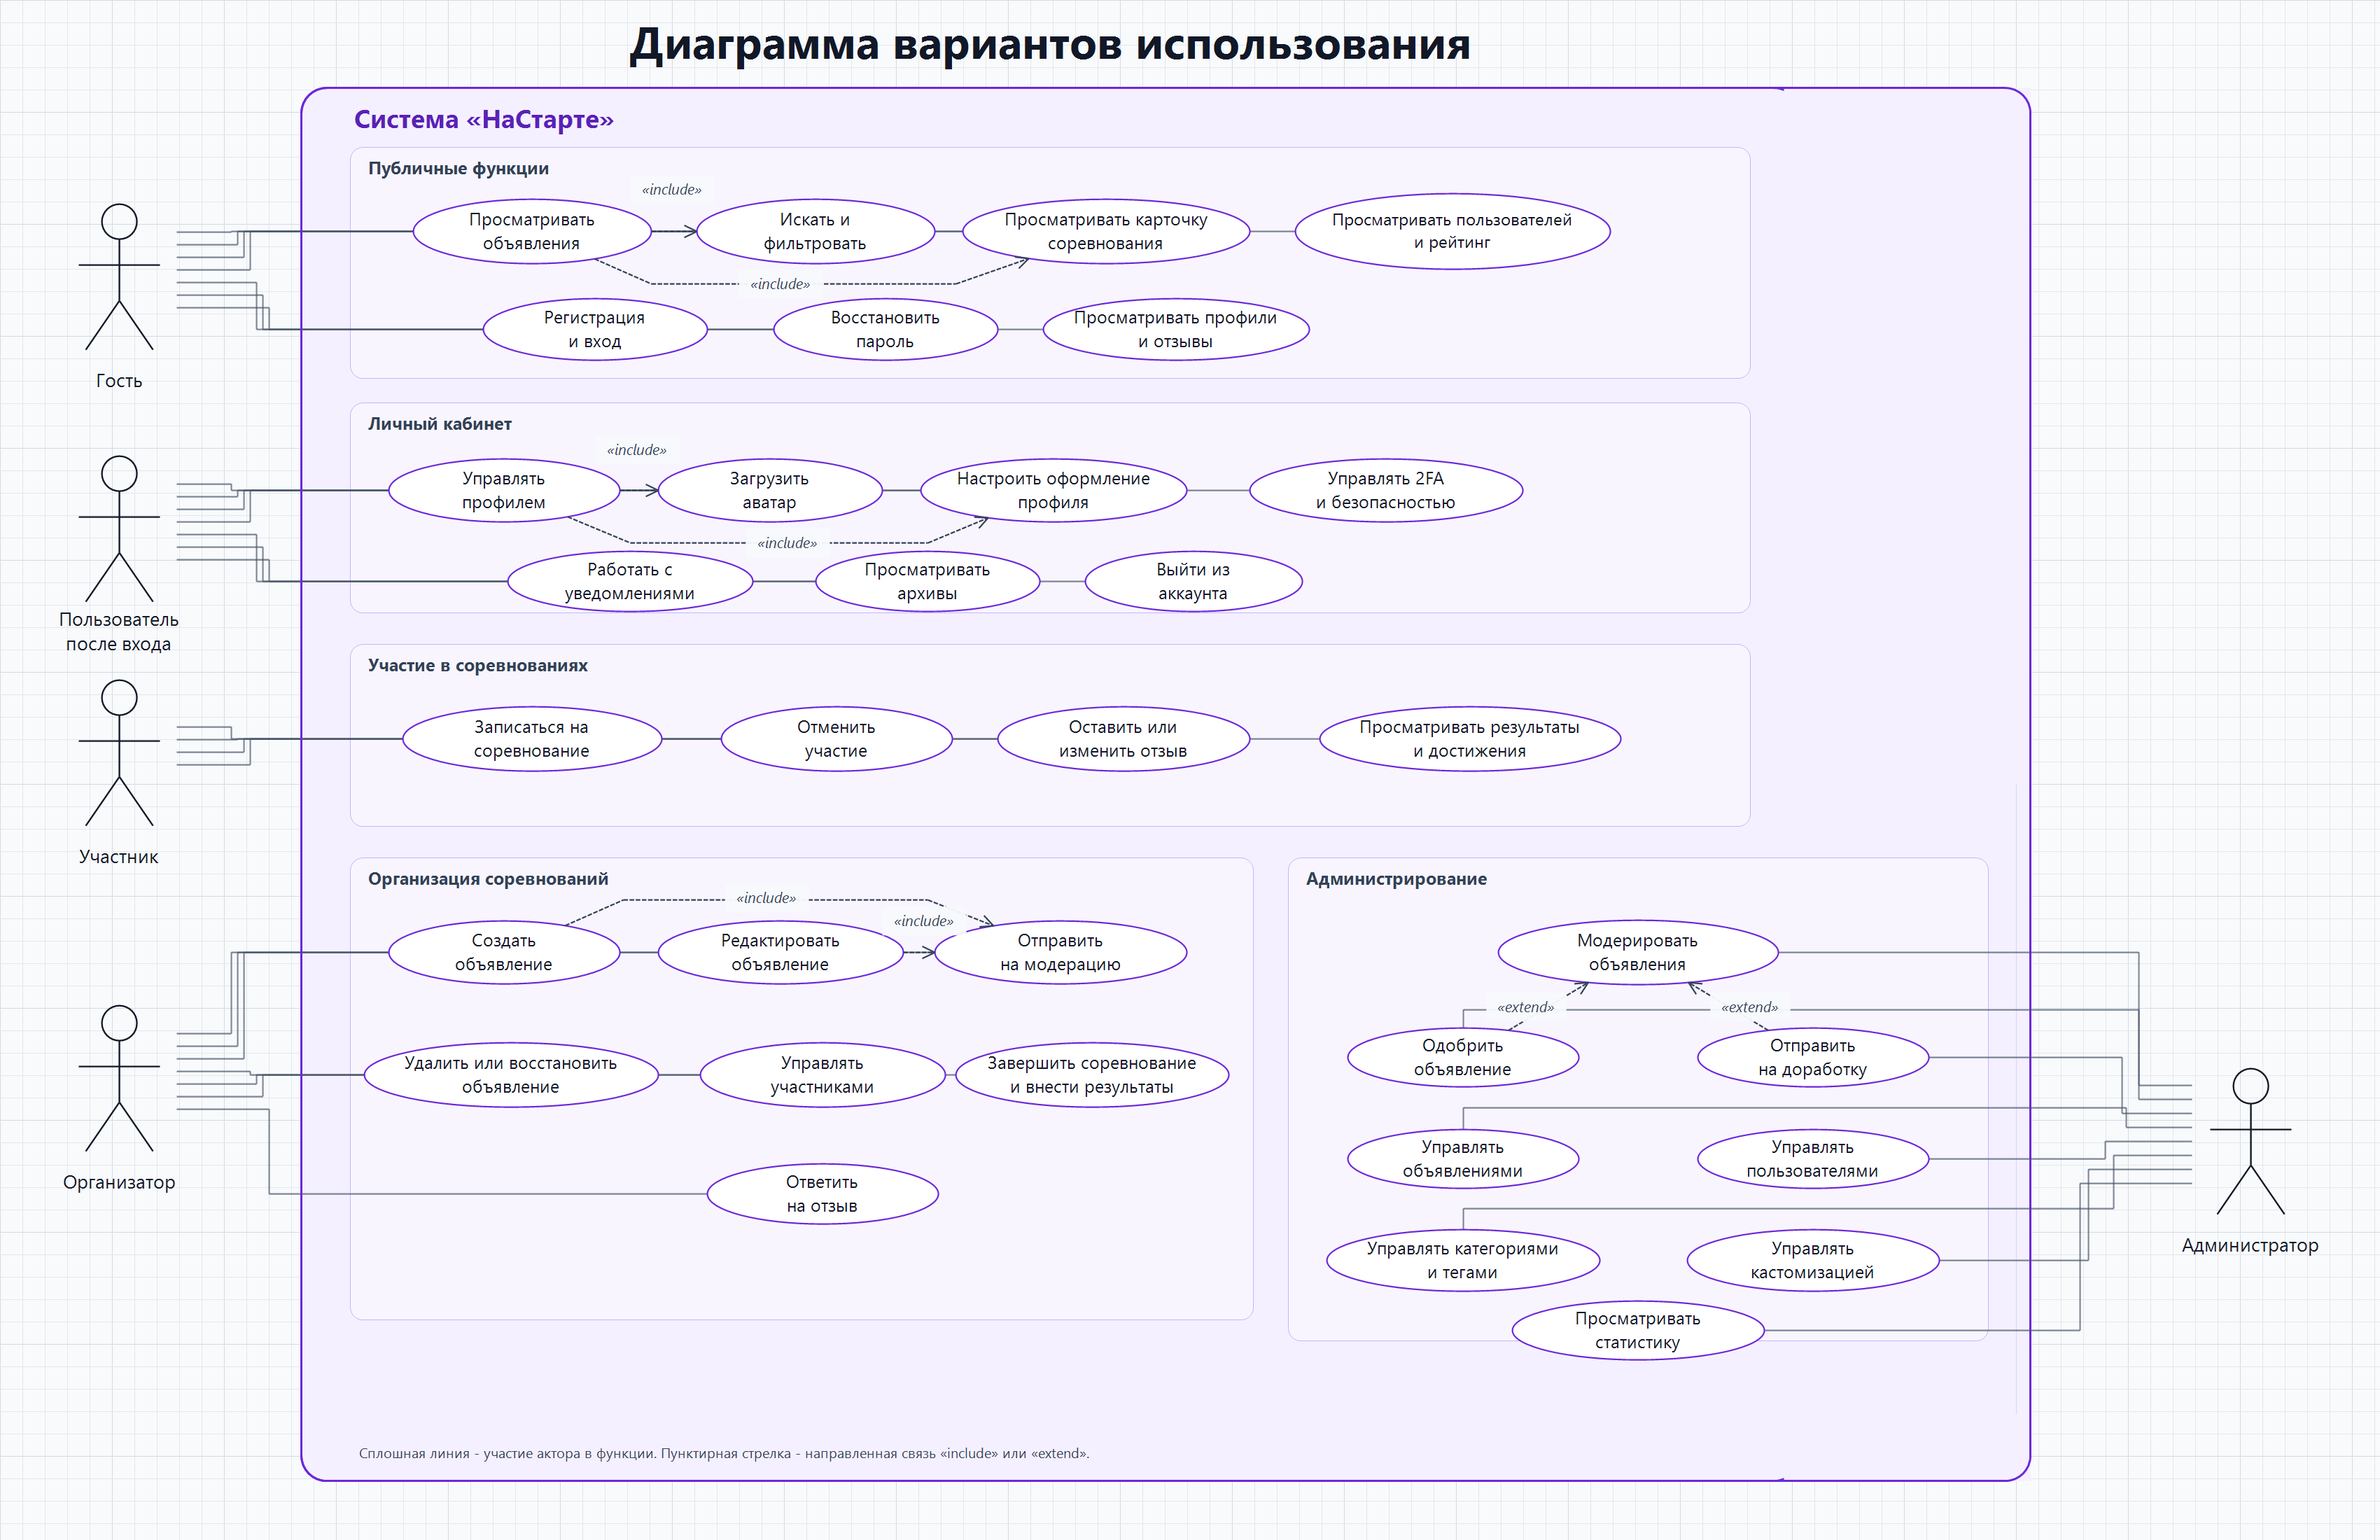 Диаграмма вариантов использования
Система «НаСтарте»
Публичные функции
«include»
Просматривать
объявления
Искать и
фильтровать
Просматривать карточку
соревнования
Просматривать пользователей
и рейтинг
«include»
Регистрация
и вход
Восстановить
пароль
Просматривать профили
и отзывы
Гость
Личный кабинет
«include»
Управлять
профилем
Загрузить
аватар
Настроить оформление
профиля
Управлять 2FA
и безопасностью
«include»
Работать с
уведомлениями
Просматривать
архивы
Выйти из
аккаунта
Пользователь
после входа
Участие в соревнованиях
Записаться на
соревнование
Отменить
участие
Оставить или
изменить отзыв
Просматривать результаты
и достижения
Участник
Организация соревнований
«include»
«include»
Создать
объявление
Редактировать
объявление
Отправить
на модерацию
Удалить или восстановить
объявление
Управлять
участниками
Завершить соревнование
и внести результаты
Ответить
на отзыв
Организатор
Администрирование
Модерировать
объявления
«extend»
«extend»
Одобрить
объявление
Отправить
на доработку
Управлять
объявлениями
Управлять
пользователями
Управлять категориями
и тегами
Управлять
кастомизацией
Просматривать
статистику
Администратор
Сплошная линия - участие актора в функции. Пунктирная стрелка - направленная связь «include» или «extend».